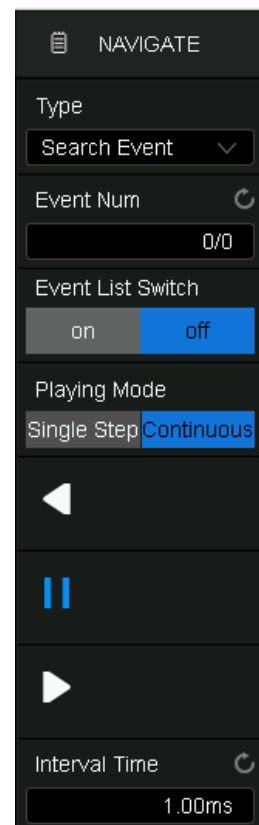 NAVIGATE
Type
Search Event
Event Num
0/0
Event List Switch
on off
Playing Mode
Single Step Continuous
Interval Time
1.00ms